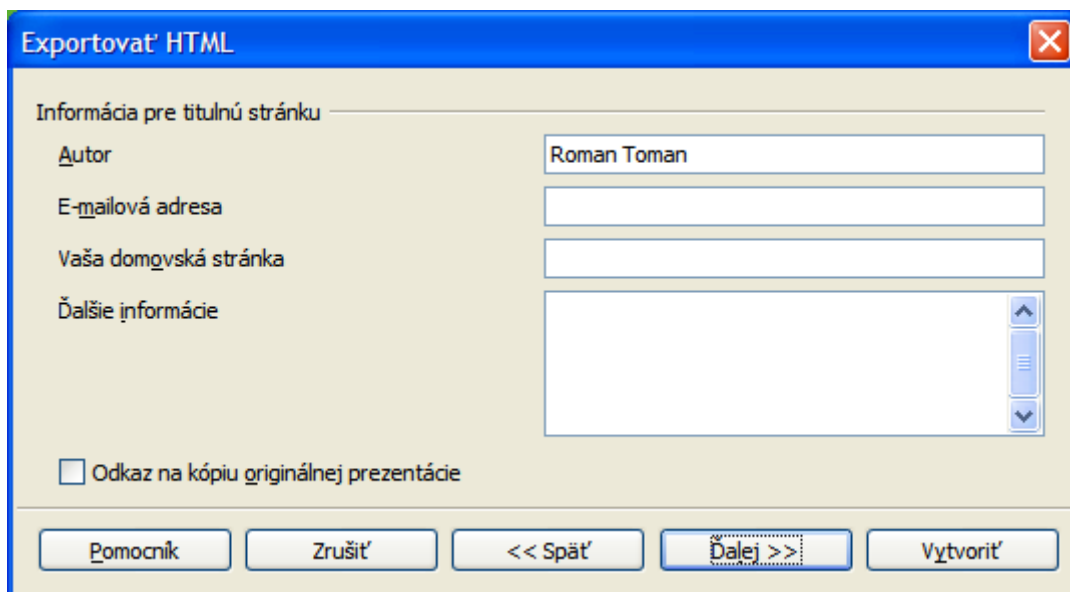 Exportovať HTML
Informácia pre titulnú stránku
Autor
Roman Toman
E-mailová adresa
Vaša domovská stránka
Ďalšie informácie
Odkaz na kópiu originálnej prezentácie
Pomocník Zrušiť << Späť Ďalej >> Vytvoriť